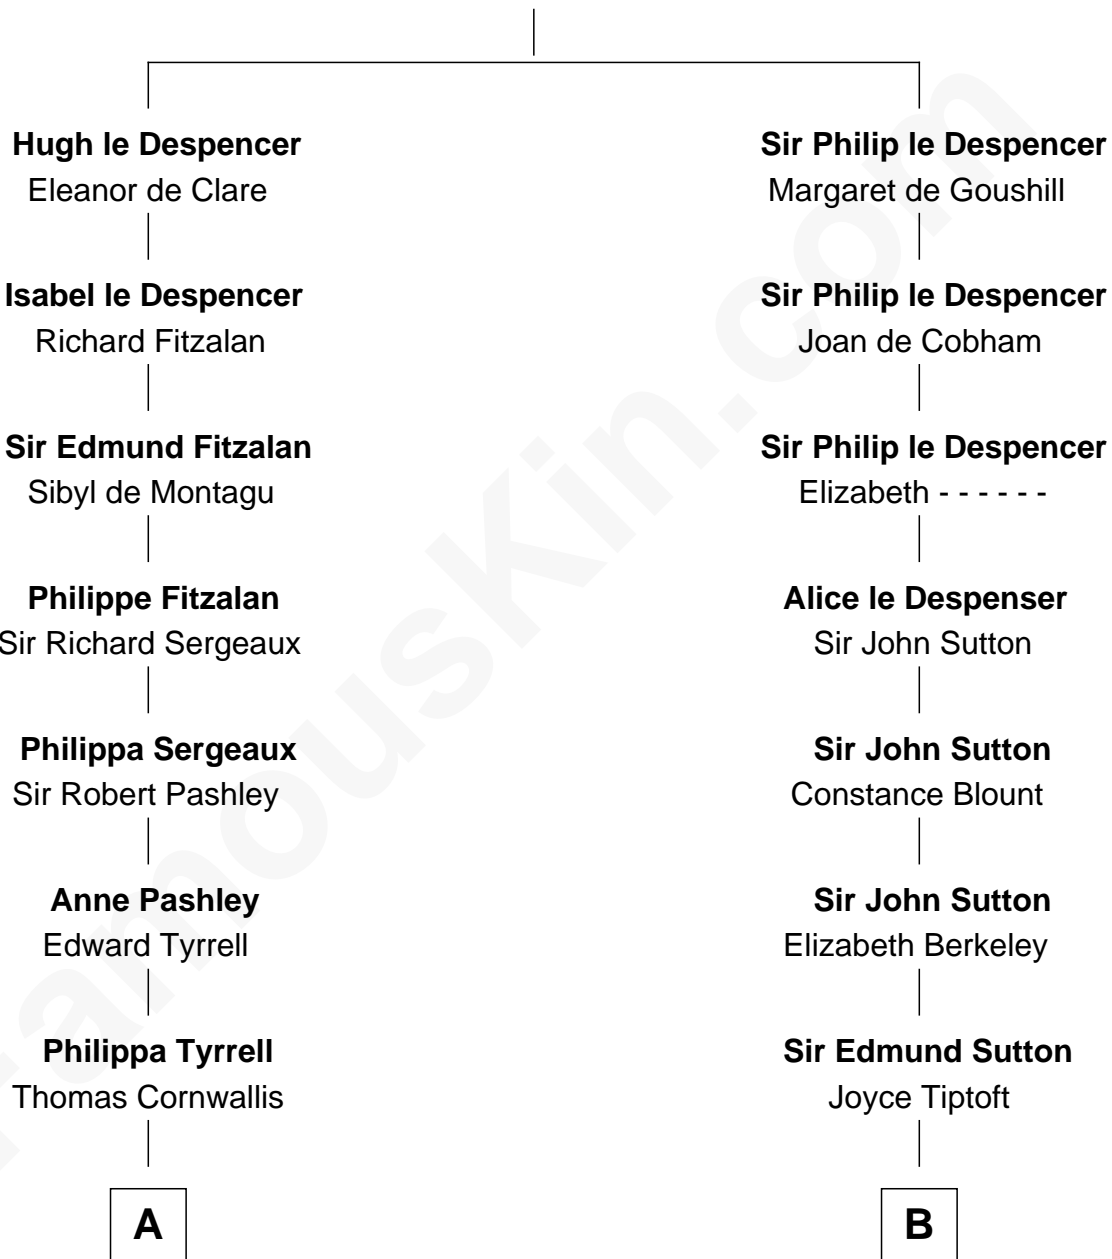 Hugh le Despencer
Eleanor de Clare
Isabel le Despencer
Richard Fitzalan
Sir Edmund Fitzalan
Sibyl de Montagu
Philippe Fitzalan
Sir Richard Sergeaux
Philippa Sergeaux
Sir Robert Pashley
Anne Pashley
Edward Tyrrell
Philippa Tyrrell
Thomas Cornwallis
A
Sir Philip le Despencer
Margaret de Goushill
Sir Philip le Despencer
Joan de Cobham
Sir Philip le Despencer
Elizabeth - - - - - -
Alice le Despenser
Sir John Sutton
Sir John Sutton
Constance Blount
Sir John Sutton
Elizabeth Berkeley
Sir Edmund Sutton
Joyce Tiptoft
B
FamousKin.com